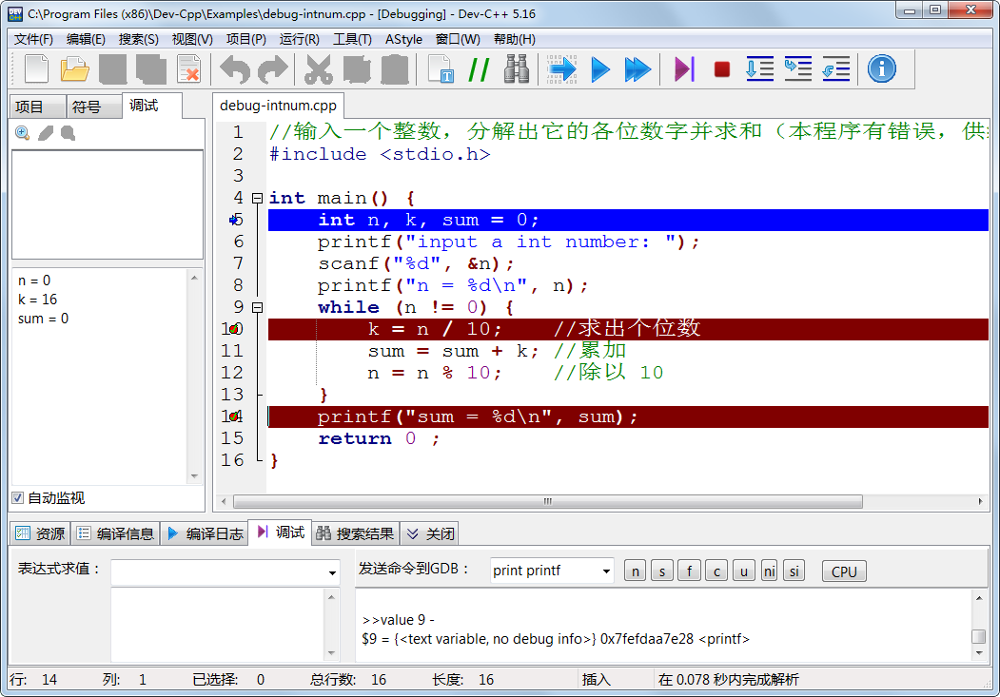 C:\Program Files (x86)\Dev-Cpp\Examples\debug-intnum.cpp - [Debugging] - Dev-C++ 5.16
文件(F) 编辑(E) 搜索(S) 视图(V) 项目(P) 运行(R) 工具(T) AStyle 窗口(W) 帮助(H)
项目 符号 调试
debug-intnum.cpp
1 //输入一个整数，分解出它的各位数字并求和（本程序有错误，供
2 #include <stdio.h>
3
4 int main() {
5 int n, k, sum = 0;
6 printf("input a int number: ");
7 scanf("%d", &n);
8 printf("n = %d\n", n);
9 while (n != 0) {
10 k = n / 10; //求出个位数
11 sum = sum + k; //累加
12 n = n % 10; //除以 10
13 }
14 printf("sum = %d\n", sum);
15 return 0 ;
16 }
n = 0
k = 16
sum = 0
自动监视
资源 编译信息 编译日志 调试 搜索结果 关闭
表达式求值： 发送命令到GDB： print printf n s f c u ni si CPU
>>value 9 -
$9 = {<text variable, no debug info>} 0x7fefdaa7e28 <printf>
行: 14 列: 1 已选择: 0 总行数: 16 长度: 16 插入 在 0.078 秒内完成解析